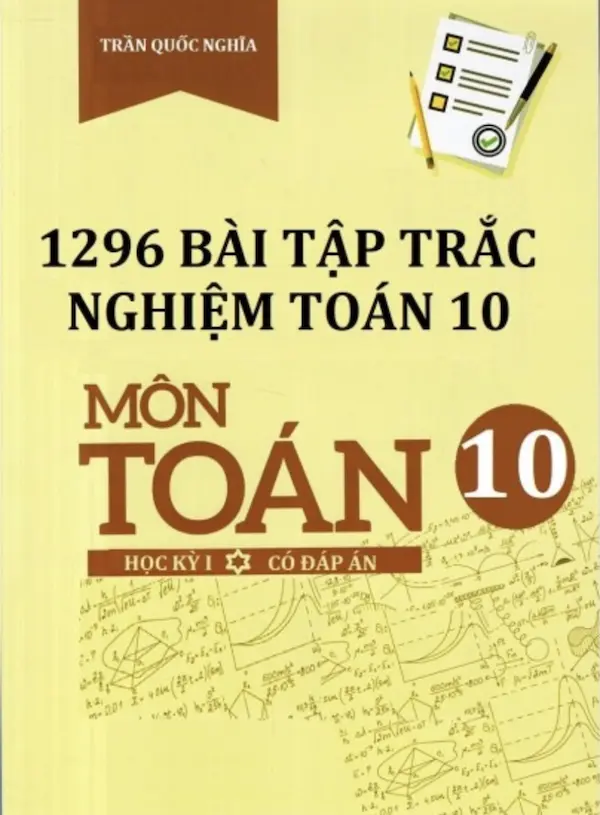 TRẦN QUỐC NGHĨA
1296 BÀI TẬP TRẮC
NGHIỆM TOÁN 10
MÔN
TOÁN
10
HỌC KỲ I
CÓ ĐÁP ÁN